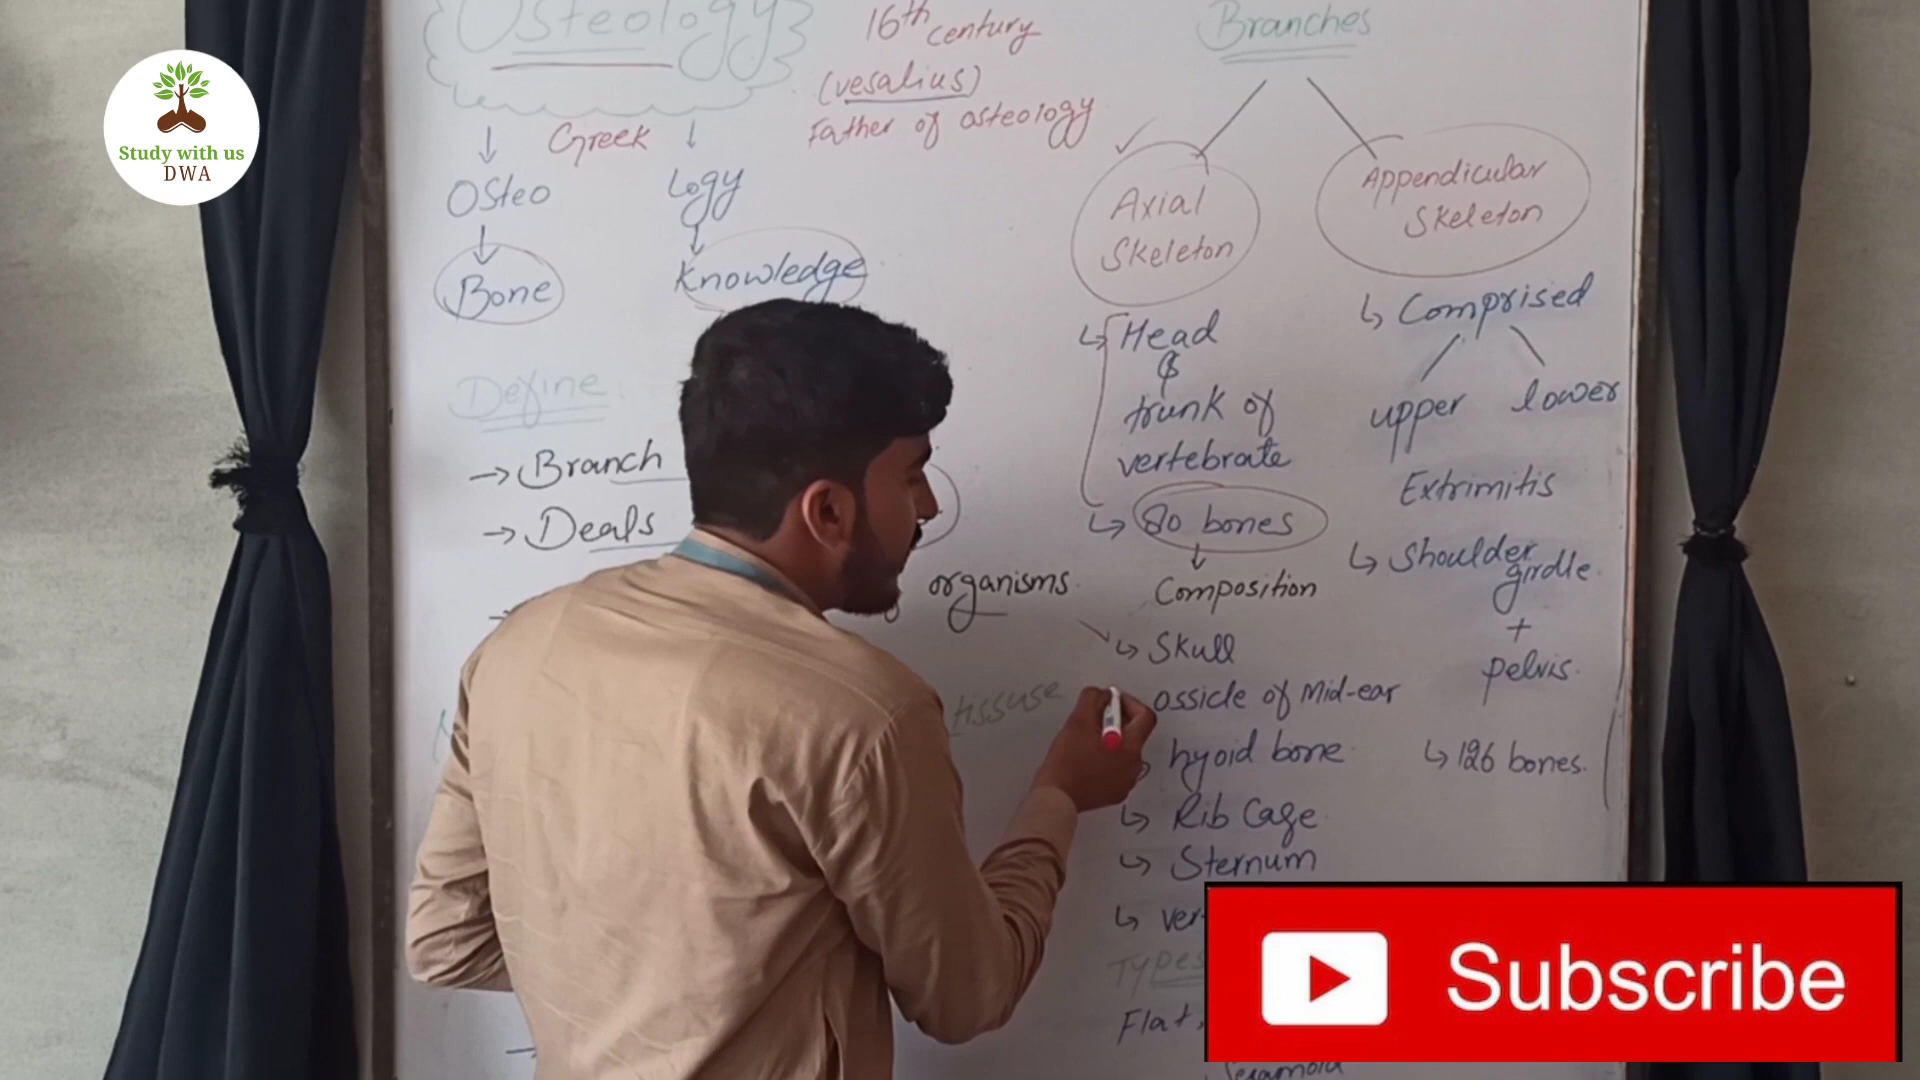 Osteology
16th century
(vesalius)
Father of osteology
Greek
Osteo
Logy
Bone
Knowledge
Define
→ Branch
→ Deals
organisms
tissuse
Branches
Axial
Skeleton
Appendicular
Skeleton
↳ Head
&
trunk of
vertebrate
↳ 80 bones
Composition
↳ Skull
ossicle of Mid-ear
hyoid bone
↳ Rib Cage
↳ Sternum
↳ ver
Types
Flat,
Sesamoid
↳ Comprised
upper lower
Extrimitis
↳ Shoulder
girdle
+
pelvis.
↳ 126 bones.
Study with us
DWA
Subscribe